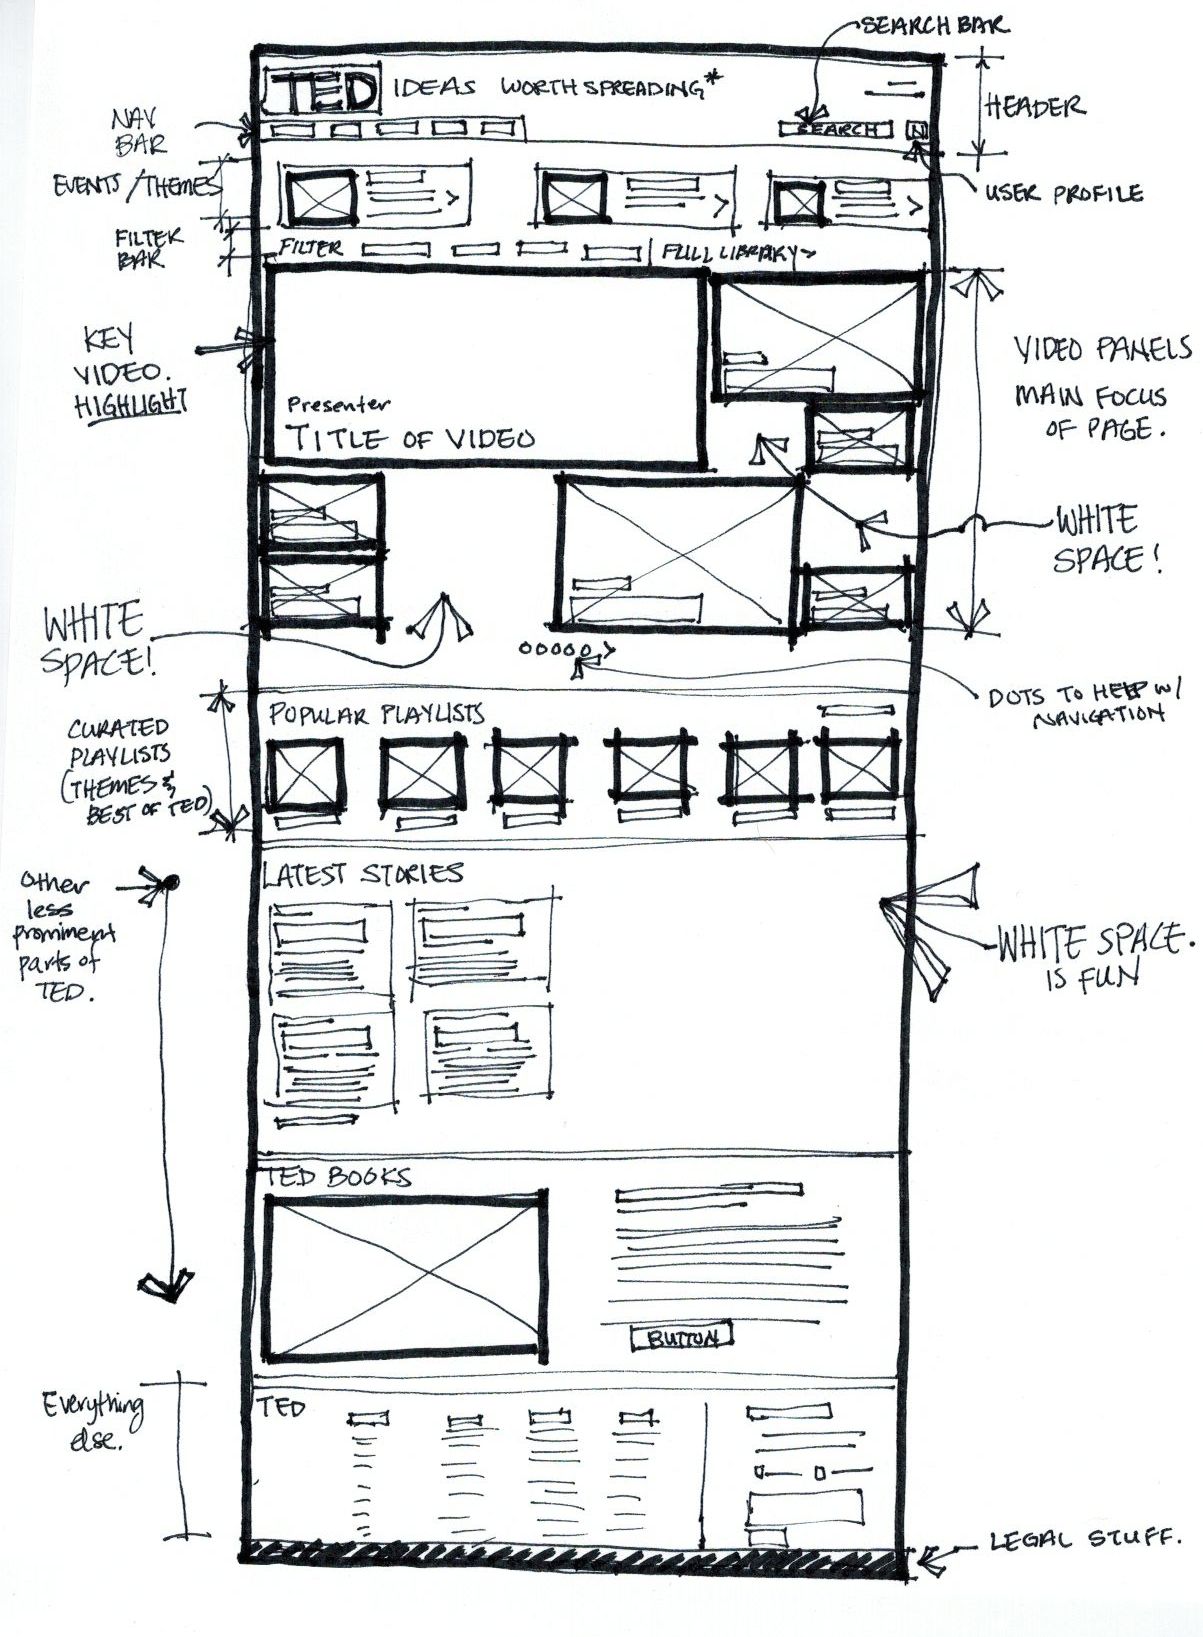 SEARCH BAR
TED IDEAS WORTH SPREADING*
HEADER
NAV
BAR
SEARCH
N
EVENTS/THEMES
USER PROFILE
FILTER
BAR
FILTER
FULL LIBRARY>
KEY
VIDEO.
HIGHLIGHT
VIDEO PANELS
MAIN FOCUS
OF PAGE.
Presenter
TITLE OF VIDEO
WHITE
SPACE!
WHITE
SPACE!
DOTS TO HELP W/
NAVIGATION
CURATED
PLAYLISTS
(THEMES &
BEST OF TED)
POPULAR PLAYLISTS
LATEST STORIES
Other
less
prominent
parts of
TED.
WHITE SPACE.
IS FUN
TED BOOKS
BUTTON
Everything
else.
TED
LEGAL STUFF.